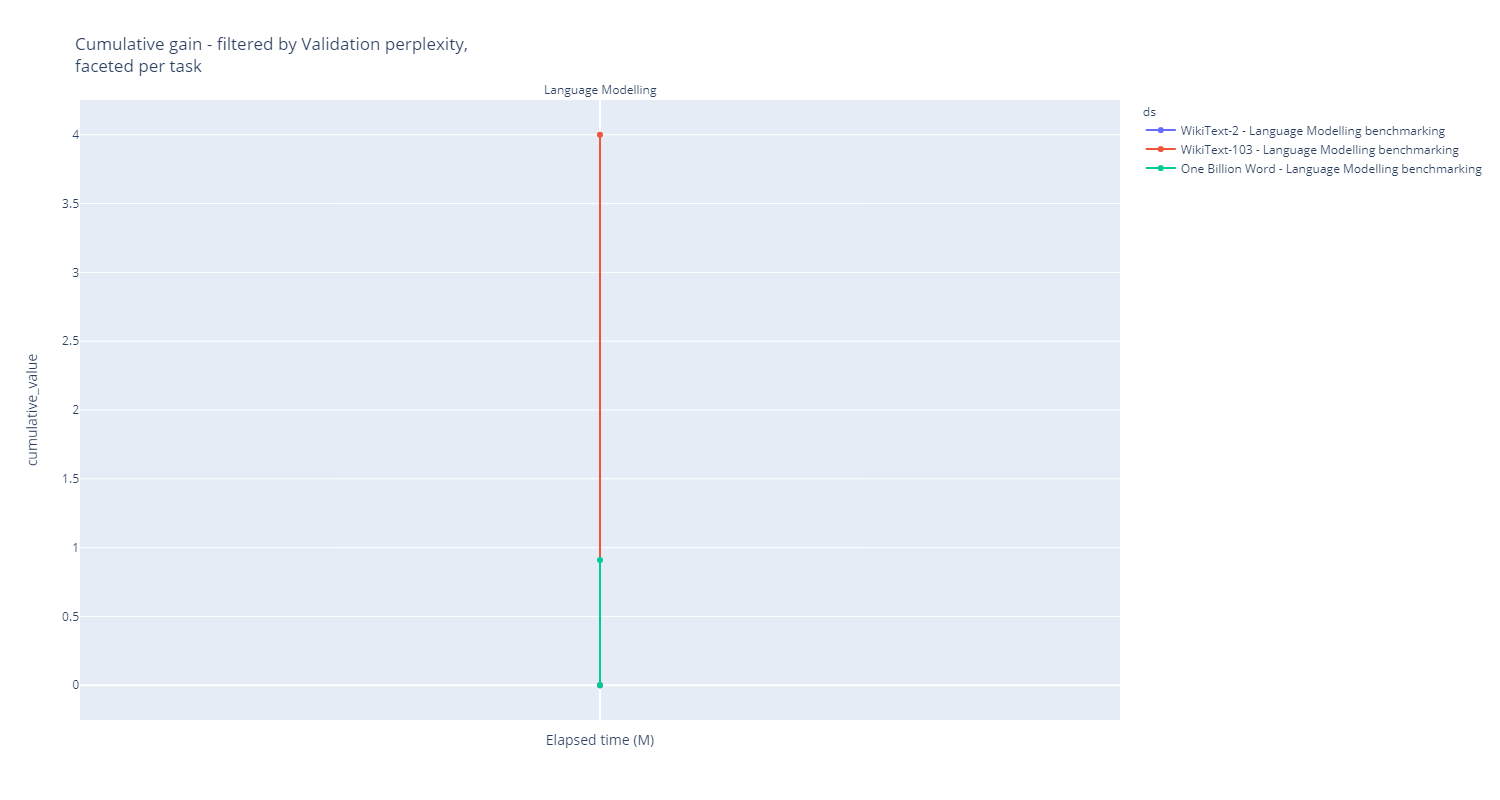 Cumulative gain - filtered by Validation perplexity,
faceted per task
Language Modelling
ds
WikiText-2 - Language Modelling benchmarking
WikiText-103 - Language Modelling benchmarking
One Billion Word - Language Modelling benchmarking
4
3.5
3
2.5
2
1.5
1
0.5
0
cumulative_value
Elapsed time (M)